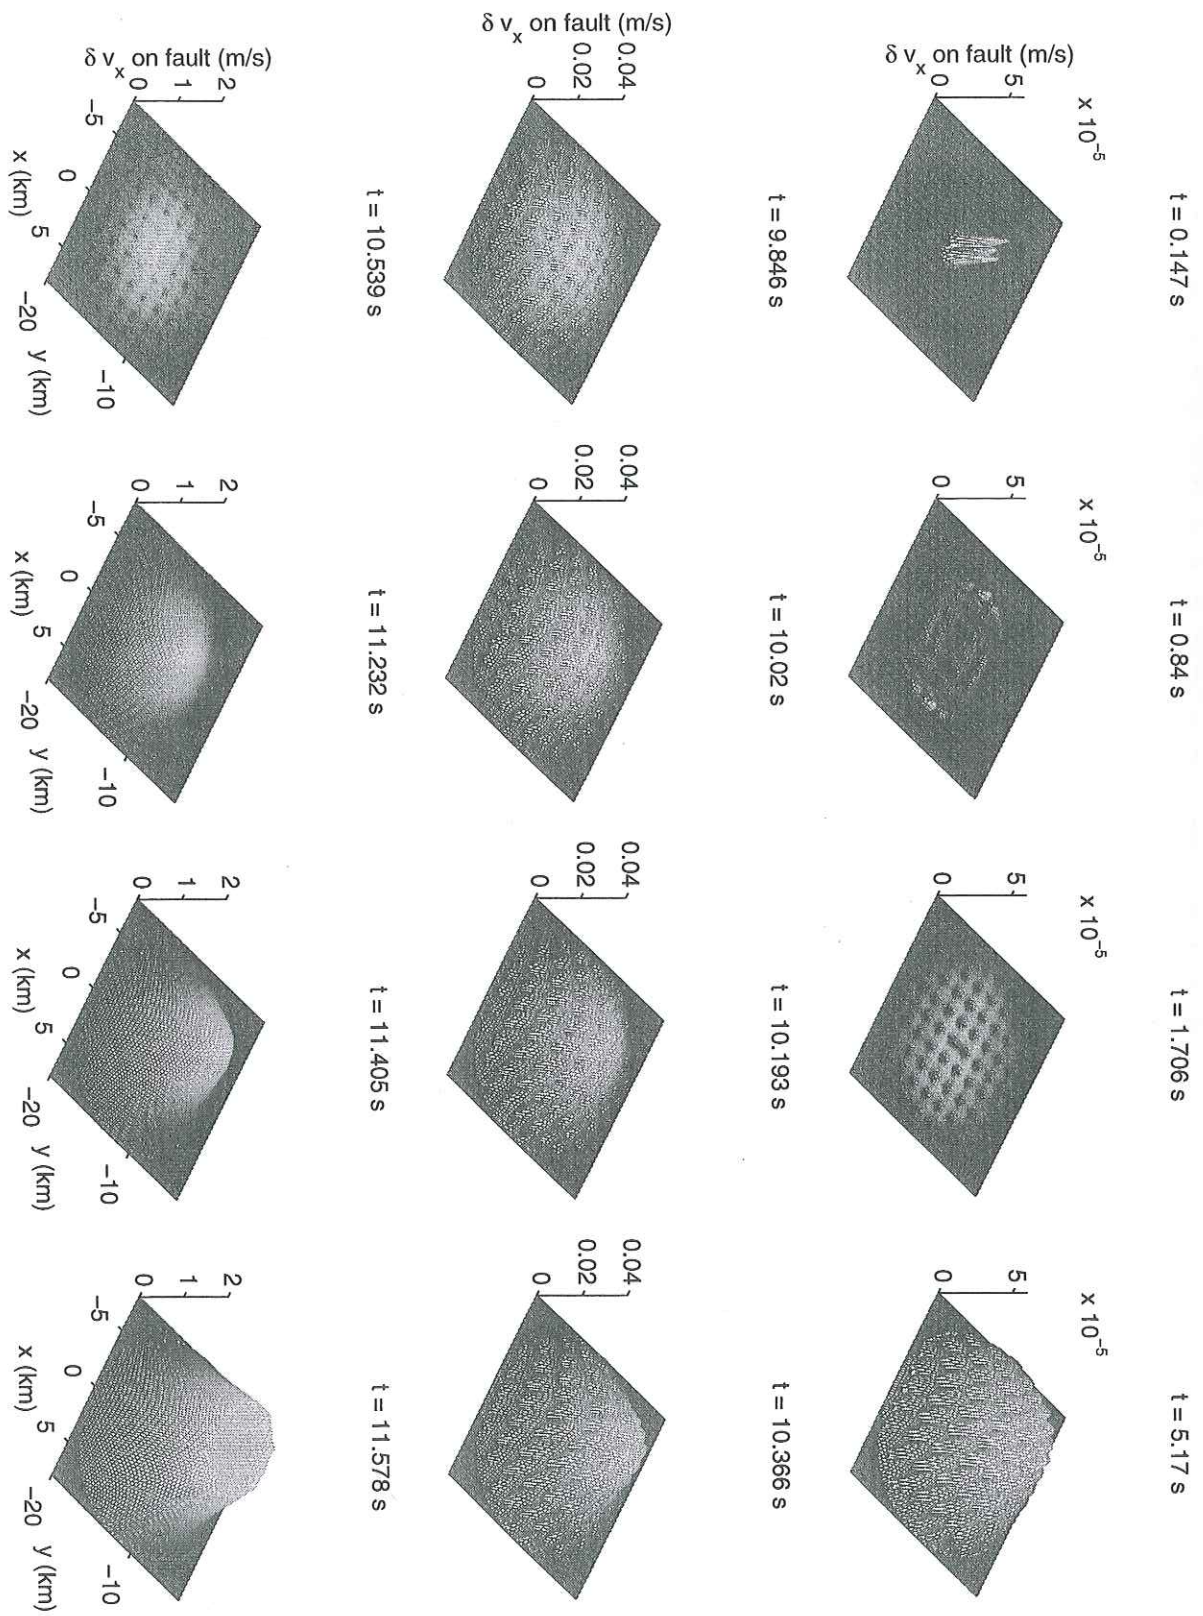 t = 0.147 s
t = 0.84 s
t = 1.706 s
t = 5.17 s
x 10⁻⁵
x 10⁻⁵
x 10⁻⁵
x 10⁻⁵
δ vₓ on fault (m/s)
5
0
5
0
5
0
5
0
t = 9.846 s
t = 10.02 s
t = 10.193 s
t = 10.366 s
δ vₓ on fault (m/s)
0.04
0.02
0
0.04
0.02
0
0.04
0.02
0
0.04
0.02
0
t = 10.539 s
t = 11.232 s
t = 11.405 s
t = 11.578 s
δ vₓ on fault (m/s)
2
1
0
2
1
0
2
1
0
2
1
0
−5
0
5
−20
−10
x (km)
y (km)
−5
0
5
−20
−10
x (km)
y (km)
−5
0
5
−20
−10
x (km)
y (km)
−5
0
5
−20
−10
x (km)
y (km)